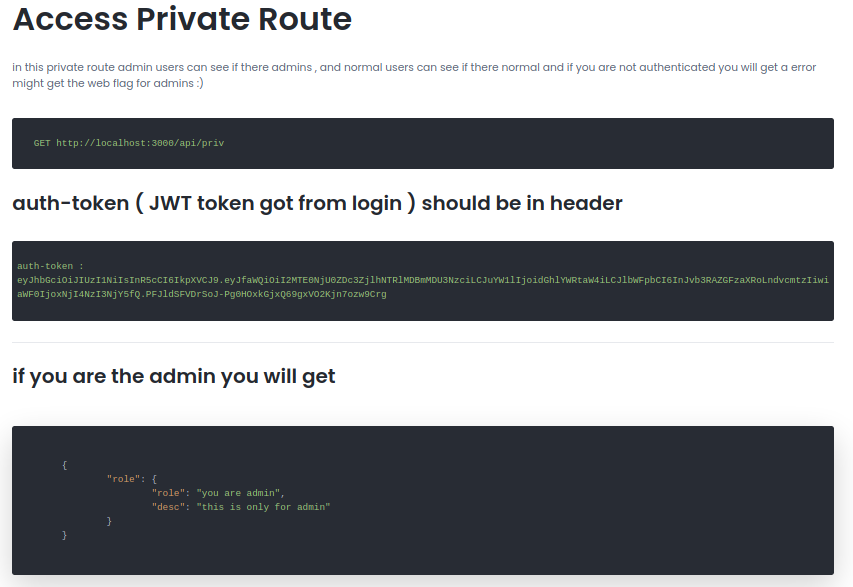 Access Private Route
in this private route admin users can see if there admins , and normal users can see if there normal and if you are not authenticated you will get a error
might get the web flag for admins :)
GET http://localhost:3000/api/priv
auth-token ( JWT token got from login ) should be in header
auth-token :
eyJhbGciOiJIUzI1NiIsInR5cCI6IkpXVCJ9.eyJfaWQiOiI2MTE0NjU0ZDc3ZjlhNTRlMDBmMDU3NzciLCJuYW1lIjoidGhlYWRtaW4iLCJlbWFpbCI6InJvb3RAZGFzaXRoLndvcmtzIiwi
aWF0IjoxNjI4NzI3NjY5fQ.PFJldSFVDrSoJ-Pg0HOxkGjxQ69gxVO2Kjn7ozw9Crg
if you are the admin you will get
{
"role": {
"role": "you are admin",
"desc": "this is only for admin"
}
}